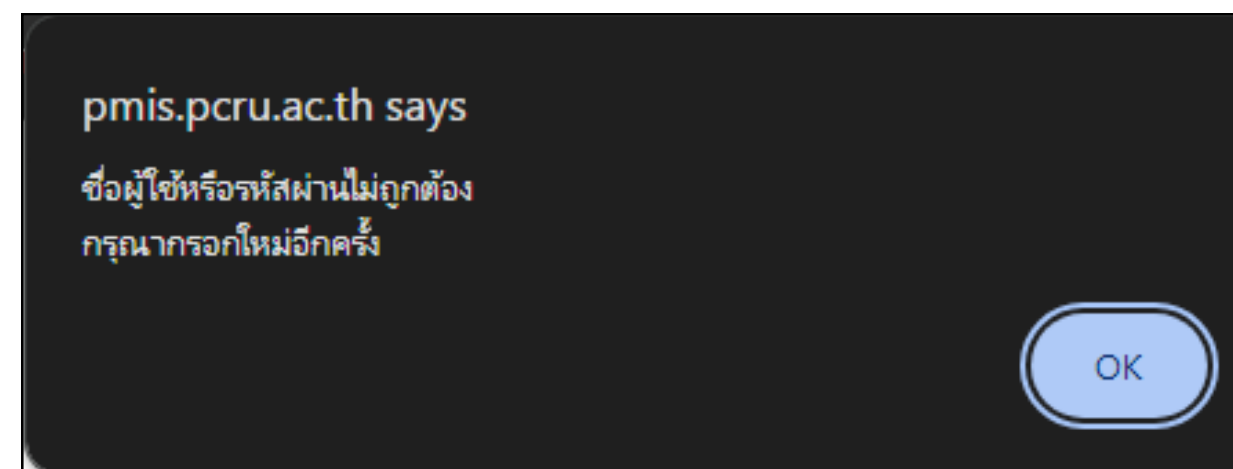 pmis.pcru.ac.th says
ชื่อผู้ใช้หรือรหัสผ่านไม่ถูกต้อง
กรุณากรอกใหม่อีกครั้ง
OK